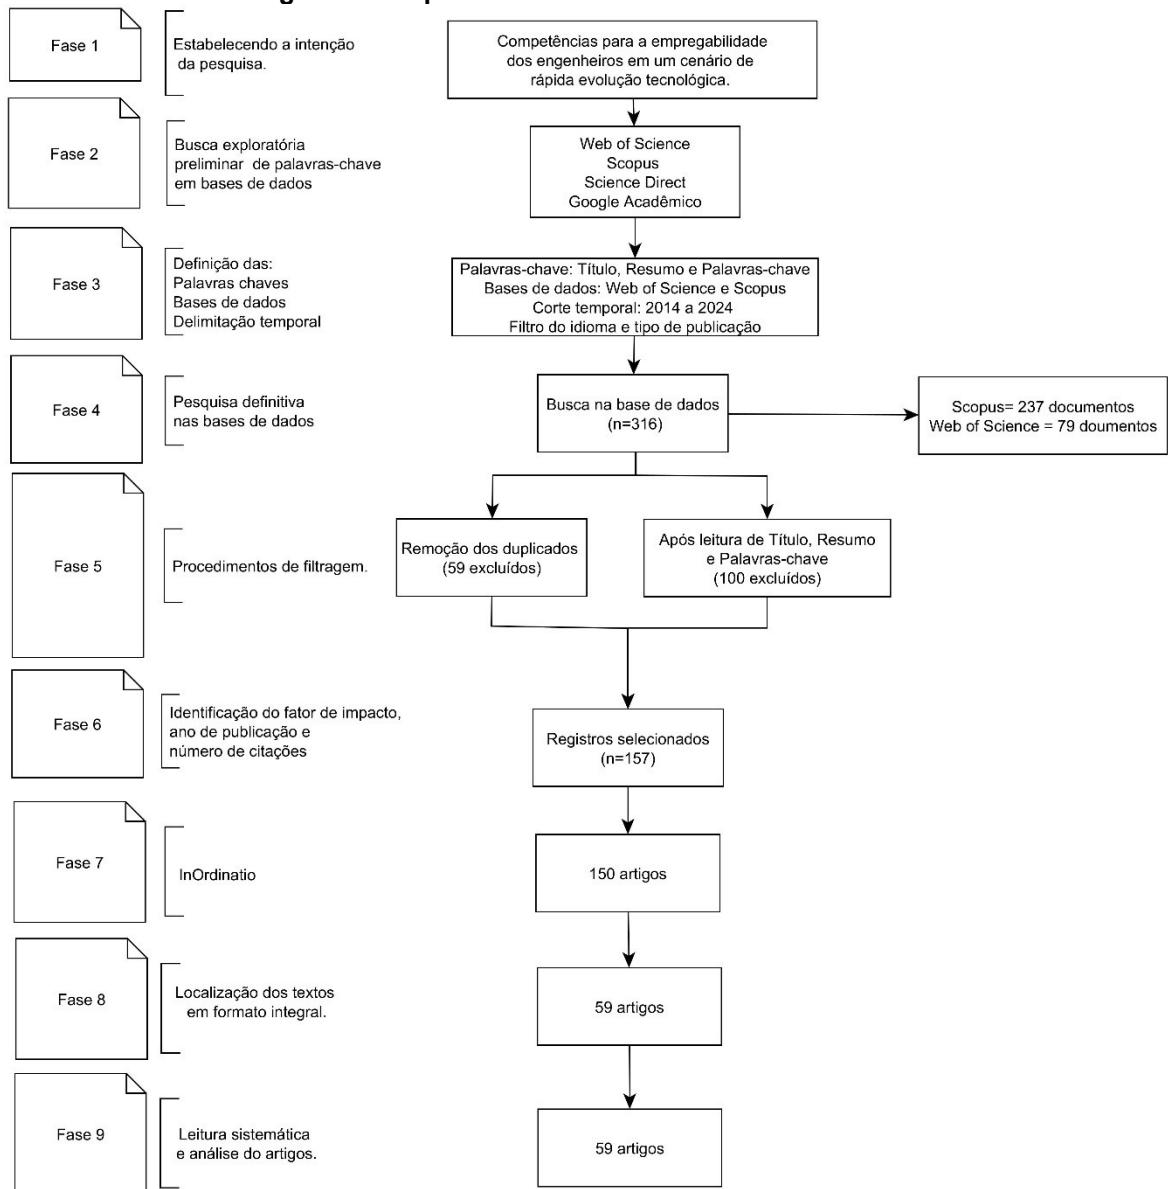 Fase 1
Estabelecendo a intenção
da pesquisa.
Competências para a empregabilidade
dos engenheiros em um cenário de
rápida evolução tecnológica.
Fase 2
Busca exploratória
preliminar de palavras-chave
em bases de dados
Web of Science
Scopus
Science Direct
Google Acadêmico
Fase 3
Definição das:
Palavras chaves
Bases de dados
Delimitação temporal
Palavras-chave: Título, Resumo e Palavras-chave
Bases de dados: Web of Science e Scopus
Corte temporal: 2014 a 2024
Filtro do idioma e tipo de publicação
Fase 4
Pesquisa definitiva
nas bases de dados
Busca na base de dados
(n=316)
Scopus= 237 documentos
Web of Science = 79 doumentos
Fase 5
Procedimentos de filtragem.
Remoção dos duplicados
(59 excluídos)
Após leitura de Título, Resumo
e Palavras-chave
(100 excluídos)
Fase 6
Identificação do fator de impacto,
ano de publicação e
número de citações
Registros selecionados
(n=157)
Fase 7
InOrdinatio
150 artigos
Fase 8
Localização dos textos
em formato integral.
59 artigos
Fase 9
Leitura sistemática
e análise do artigos.
59 artigos